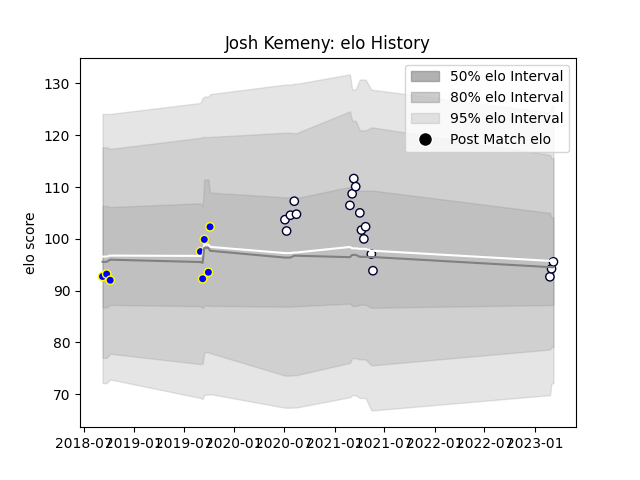 Josh Kemeny: elo History
50% elo Interval
80% elo Interval
95% elo Interval
Post Match elo
elo score
130
120
110
100
90
80
70
2018-07 2019-01 2019-07 2020-01 2020-07 2021-01 2021-07 2022-01 2022-07 2023-01